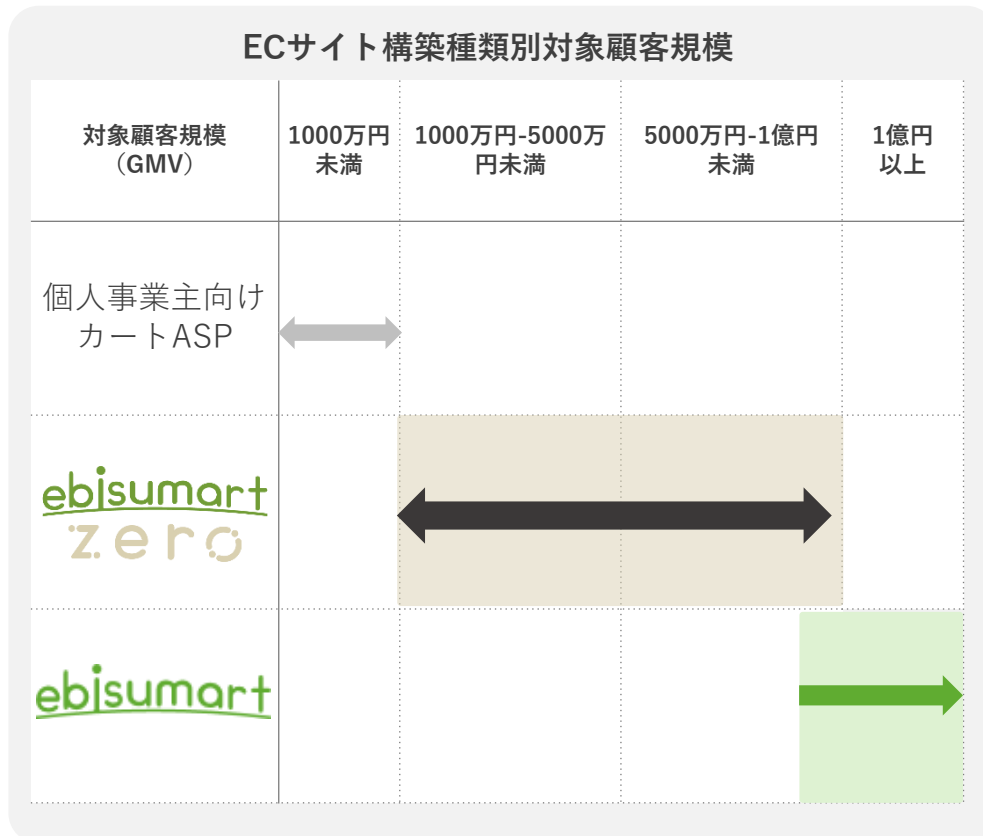 ECサイト構築種類別対象顧客規模
対象顧客規模
（GMV）
1000万円
未満
1000万円-5000万
円未満
5000万円-1億円
未満
1億円
以上
個人事業主向け
カートASP
ebisumart
zero
ebisumart